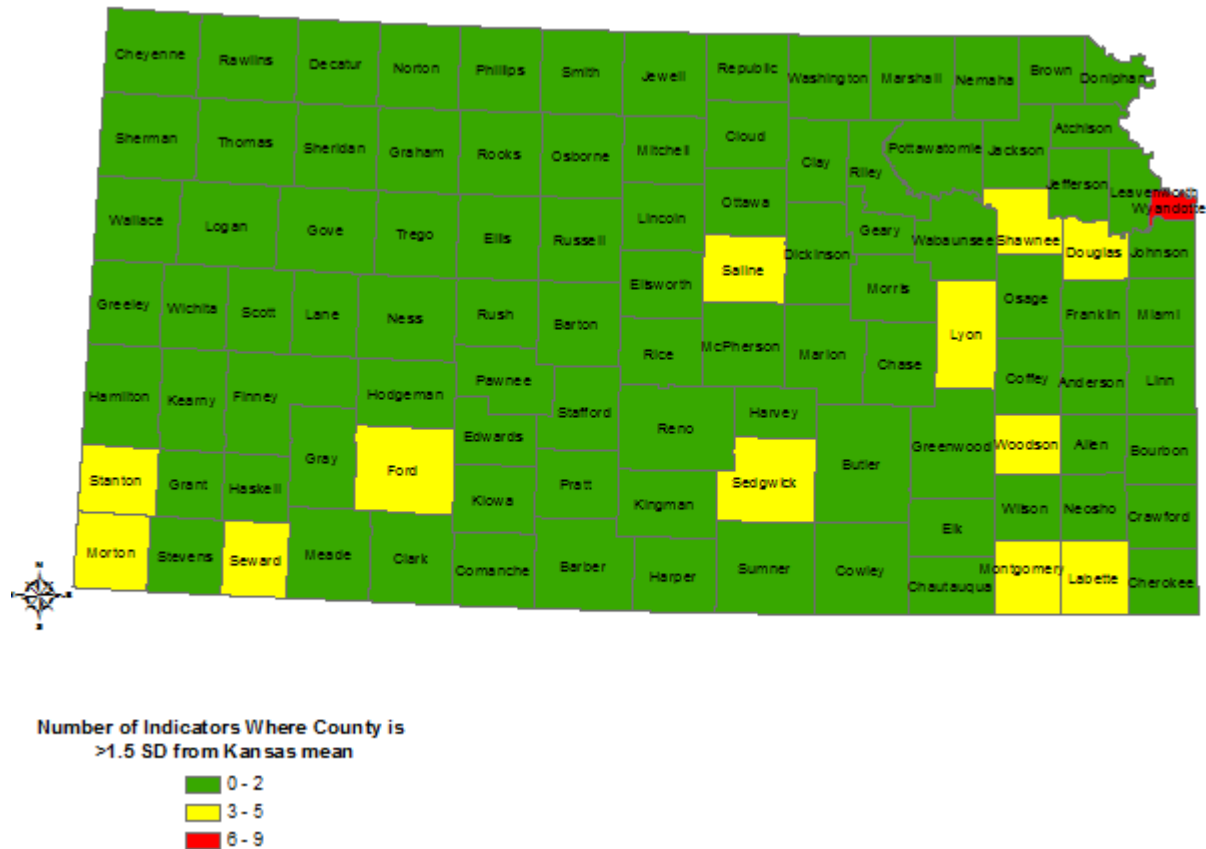 Cheyenne Rawlins Decatur Norton Phillips Smith Jewell Republic Washington Marshall Nemaha Brown Doniphan
Atchison
Sherman Thomas Sheridan Graham Rooks Osborne Mitchell Cloud Clay Riley Pottawatomie Jackson
Jefferson Leavenworth
Wyandotte
Wallace Logan Gove Trego Ellis Russell Lincoln Ottawa Geary Wabaunsee Shawnee Douglas Johnson
Saline Dickinson
Ellsworth Morris
Greeley Wichita Scott Lane Ness Rush Barton Osage Franklin Miami
Lyon
Rice McPherson Marion Chase
Hamilton Kearny Finney Hodgeman Pawnee Stafford Coffey Anderson Linn
Reno Harvey
Edwards Greenwood Woodson Allen Bourbon
Stanton Grant Haskell Gray Ford Kiowa Pratt Kingman Sedgwick Butler
Wilson Neosho Crawford
Elk
Morton Stevens Seward Meade Clark Comanche Barber Harper Sumner Cowley Chautauqua Montgomery Labette Cherokee
N
Number of Indicators Where County is
>1.5 SD from Kansas mean
0 - 2
3 - 5
6 - 9